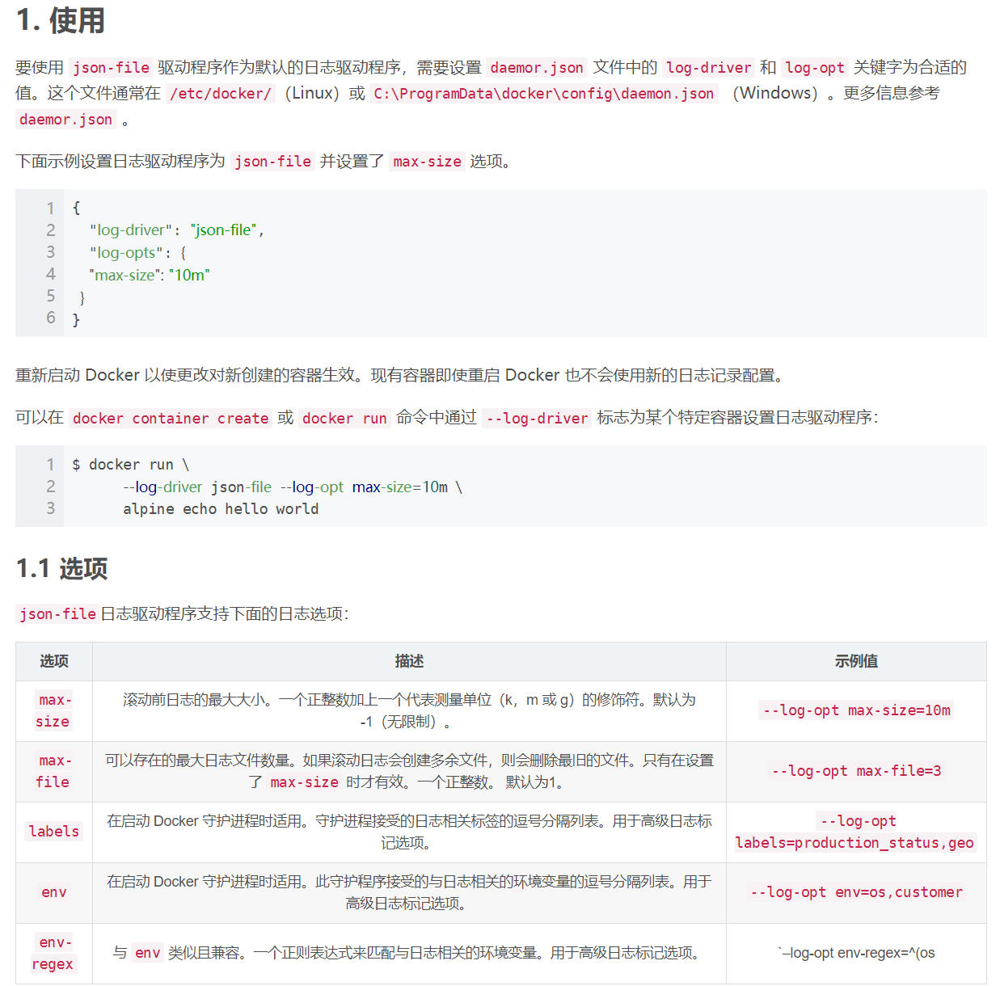 1. 使用
要使用 json-file 驱动程序作为默认的日志驱动程序，需要设置 daemor.json 文件中的 log-driver 和 log-opt 关键字为合适的
值。这个文件通常在 /etc/docker/（Linux）或 C:\ProgramData\docker\config\daemon.json （Windows）。更多信息参考
daemor.json 。
下面示例设置日志驱动程序为 json-file 并设置了 max-size 选项。
1 {
2   "log-driver": "json-file",
3   "log-opts": {
4   "max-size": "10m"
5  }
6 }
重新启动 Docker 以使更改对新创建的容器生效。现有容器即使重启 Docker 也不会使用新的日志记录配置。
可以在 docker container create 或 docker run 命令中通过 --log-driver 标志为某个特定容器设置日志驱动程序：
1 $ docker run \
2       --log-driver json-file --log-opt max-size=10m \
3       alpine echo hello world
1.1 选项
json-file日志驱动程序支持下面的日志选项：
选项 描述 示例值
max-
size
滚动前日志的最大大小。一个正整数加上一个代表测量单位（k，m 或 g）的修饰符。默认为
-1（无限制）。
--log-opt max-size=10m
max-
file
可以存在的最大日志文件数量。如果滚动日志会创建多余文件，则会删除最旧的文件。只有在设置
了 max-size 时才有效。一个正整数。 默认为1。
--log-opt max-file=3
labels
在启动 Docker 守护进程时适用。守护进程接受的日志相关标签的逗号分隔列表。用于高级日志标
记选项。
--log-opt
labels=production_status,geo
env
在启动 Docker 守护进程时适用。此守护程序接受的与日志相关的环境变量的逗号分隔列表。用于
高级日志标记选项。
--log-opt env=os,customer
env-
regex
与 env 类似且兼容。一个正则表达式来匹配与日志相关的环境变量。用于高级日志标记选项。
`–log-opt env-regex=^(os